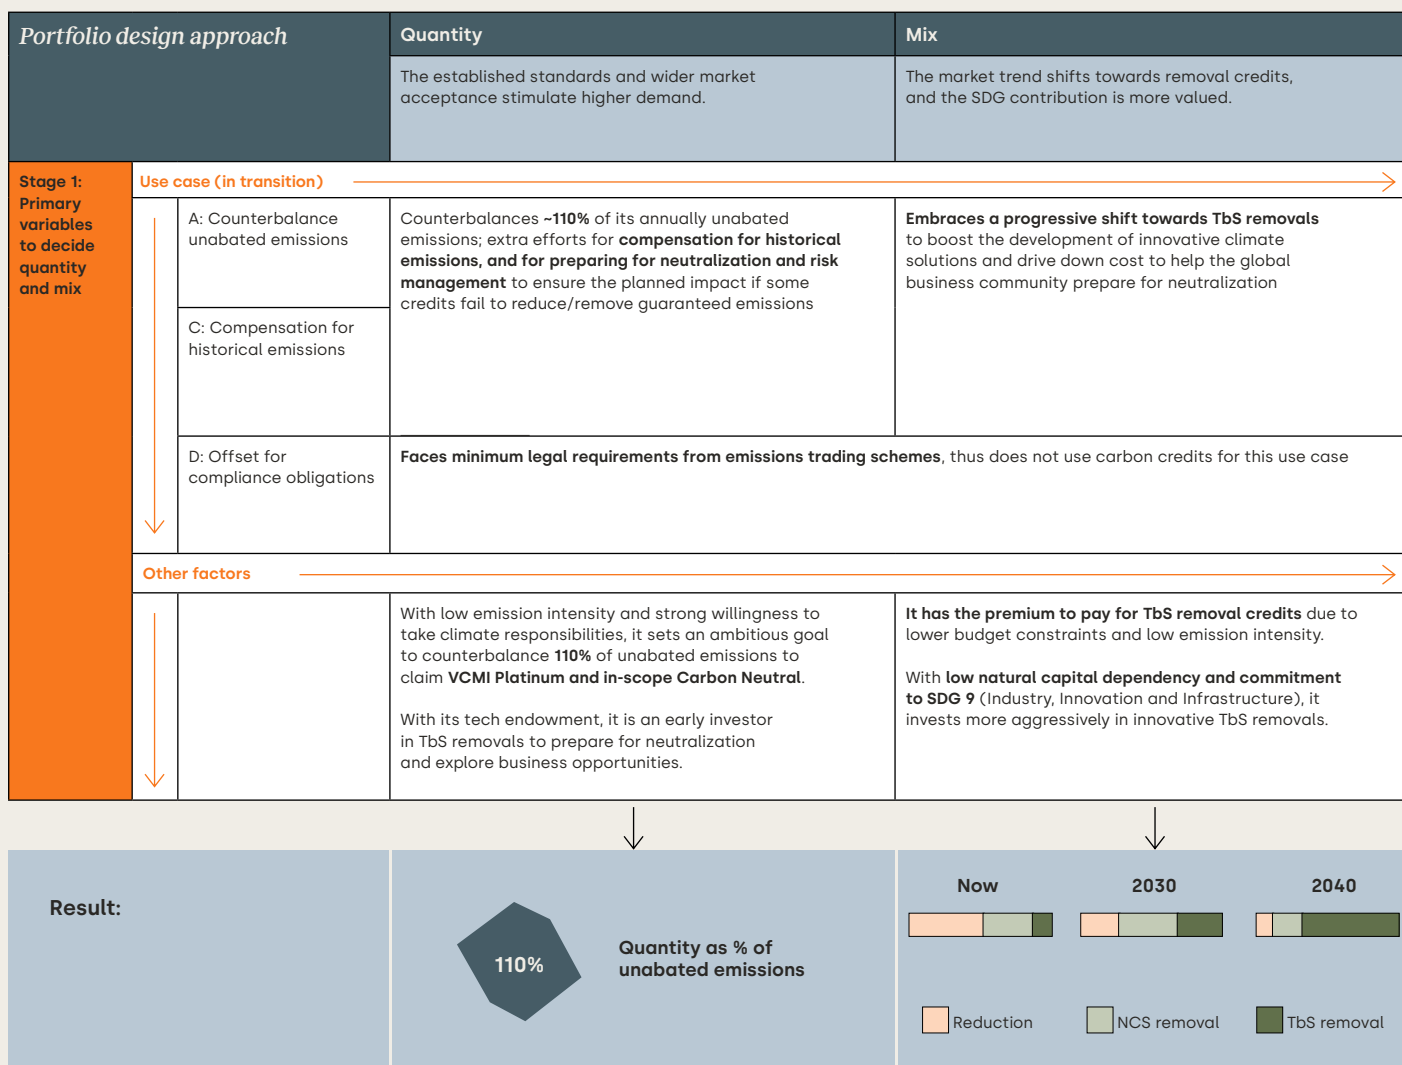 Portfolio design approach
Quantity
Mix
The established standards and wider market
acceptance stimulate higher demand.
The market trend shifts towards removal credits,
and the SDG contribution is more valued.
Stage 1:
Primary
variables
to decide
quantity
and mix
Use case (in transition)
A: Counterbalance
unabated emissions
Counterbalances ~110% of its annually unabated
emissions; extra efforts for compensation for historical
emissions, and for preparing for neutralization and risk
management to ensure the planned impact if some
credits fail to reduce/remove guaranteed emissions
Embraces a progressive shift towards TbS removals
to boost the development of innovative climate
solutions and drive down cost to help the global
business community prepare for neutralization
C: Compensation for
historical emissions
D: Offset for
compliance obligations
Faces minimum legal requirements from emissions trading schemes, thus does not use carbon credits for this use case
Other factors
With low emission intensity and strong willingness to
take climate responsibilities, it sets an ambitious goal
to counterbalance 110% of unabated emissions to
claim VCMI Platinum and in-scope Carbon Neutral.
With its tech endowment, it is an early investor
in TbS removals to prepare for neutralization
and explore business opportunities.
It has the premium to pay for TbS removal credits due to
lower budget constraints and low emission intensity.
With low natural capital dependency and commitment
to SDG 9 (Industry, Innovation and Infrastructure), it
invests more aggressively in innovative TbS removals.
Result:
110%
Quantity as % of
unabated emissions
Now
2030
2040
Reduction
NCS removal
TbS removal